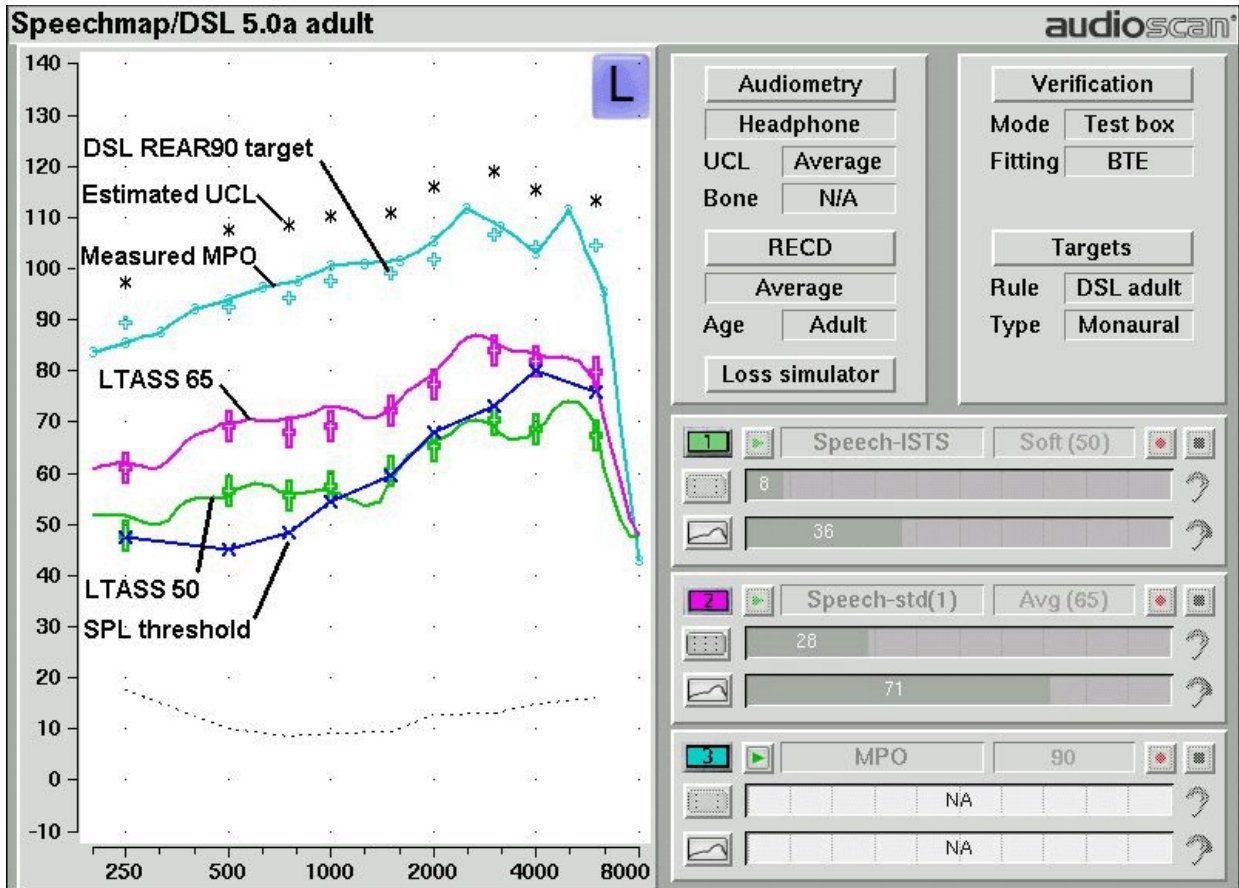 Speechmap/DSL 5.0a adult
audioscan
140
130
120
110
100
90
80
70
60
50
40
30
20
10
0
-10
250 500 1000 2000 4000 8000
L
DSL REAR90 target
Estimated UCL
Measured MPO
LTASS 65
LTASS 50
SPL threshold
Audiometry
Headphone
UCL Average
Bone N/A
RECD
Average
Age Adult
Loss simulator
Verification
Mode Test box
Fitting BTE
Targets
Rule DSL adult
Type Monaural
1 Speech-ISTS Soft (50)
8
36
2 Speech-std(1) Avg (65)
28
71
3 MPO 90
NA
NA